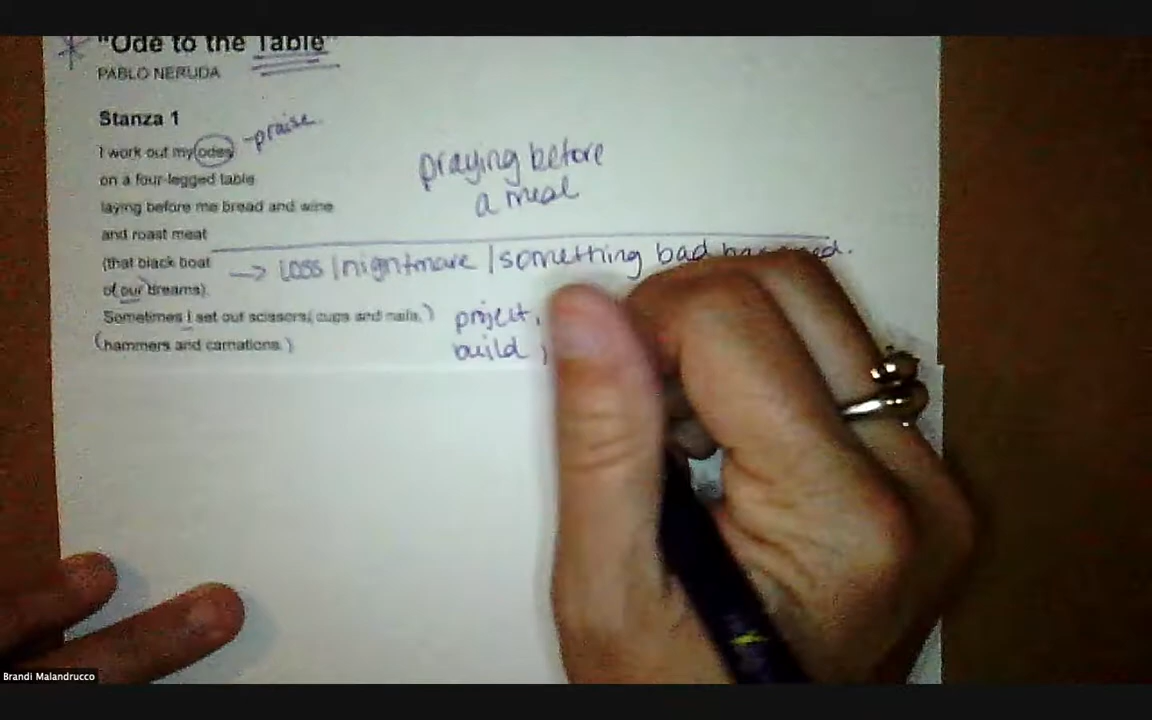 "Ode to the Table"
PABLO NERUDA
Stanza 1
-praise
I work out my odes
on a four-legged table
laying before me bread and wine
and roast meat
praying before
a meal
(that black boat
of our dreams).
→ Loss/nightmare/something bad happened.
Sometimes I set out scissors, cups and nails,
hammers and carnations.
project,
build,
Brandi Malandrucco